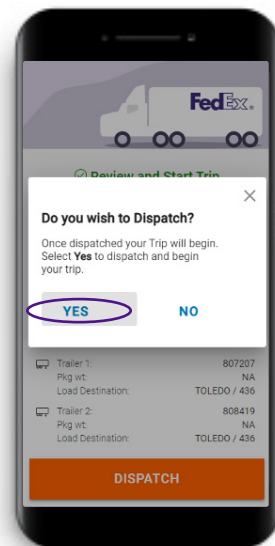 FedEx®
Review and Start Trip
Do you wish to Dispatch?
Once dispatched your Trip will begin.
Select Yes to dispatch and begin
your trip.
YES NO
Trailer 1: 807207
Pkg wt: NA
Load Destination: TOLEDO / 436
Trailer 2: 808419
Pkg wt: NA
Load Destination: TOLEDO / 436
DISPATCH